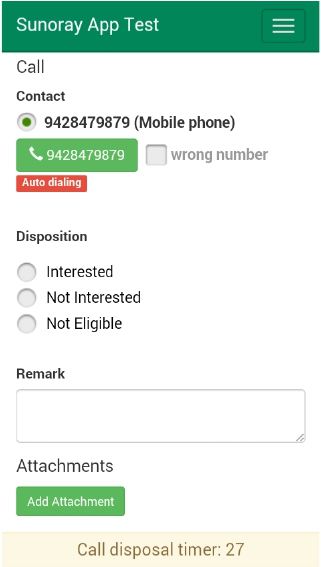 Sunoray App Test
Call
Contact
9428479879 (Mobile phone)
9428479879 wrong number
Auto dialing
Disposition
Interested
Not Interested
Not Eligible
Remark
Attachments
Add Attachment
Call disposal timer: 27